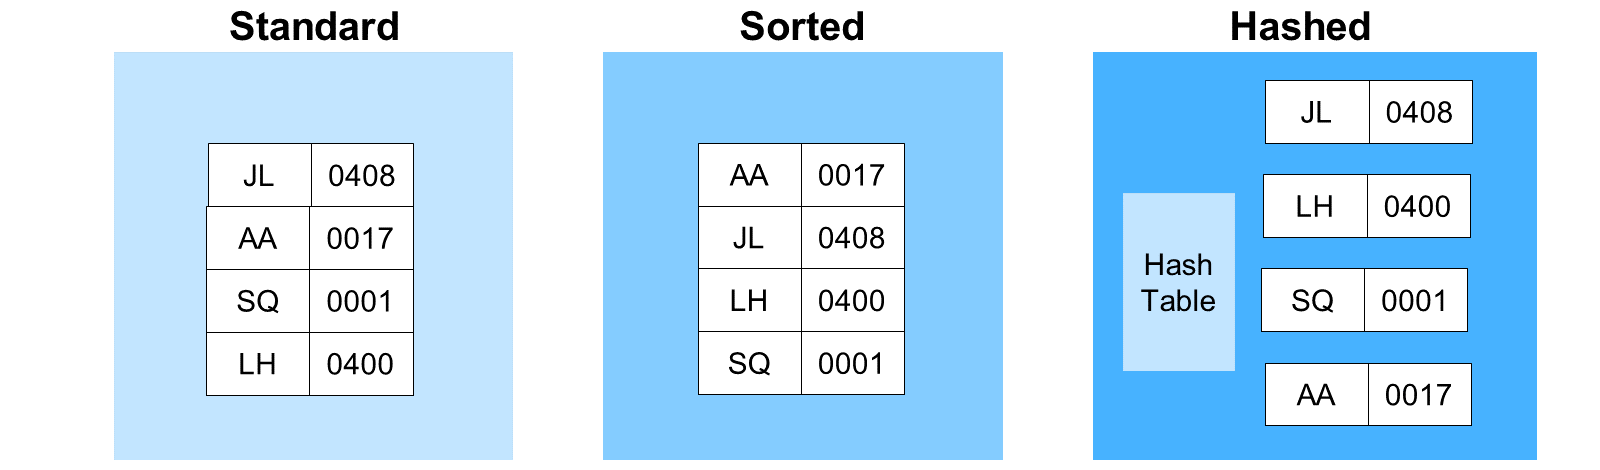 Standard
JL 0408
AA 0017
SQ 0001
LH 0400
Sorted
AA 0017
JL 0408
LH 0400
SQ 0001
Hashed
Hash
Table
JL 0408
LH 0400
SQ 0001
AA 0017